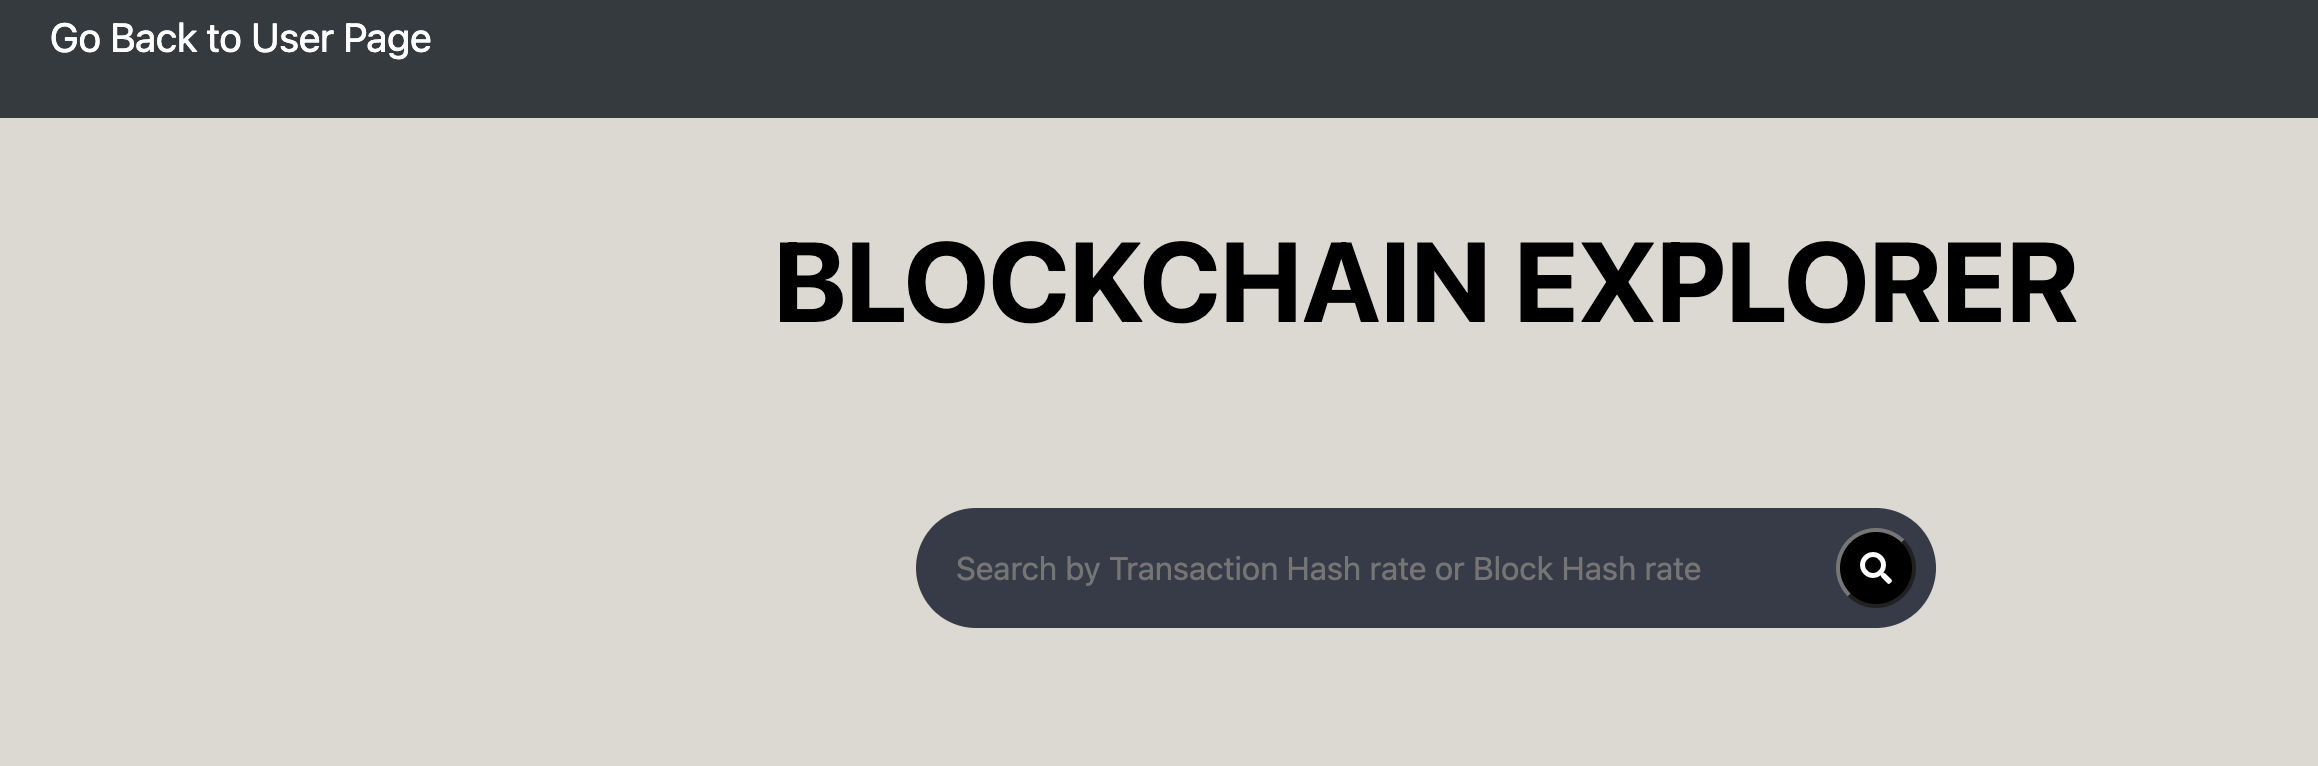 Go Back to User Page
BLOCKCHAIN EXPLORER
Search by Transaction Hash rate or Block Hash rate